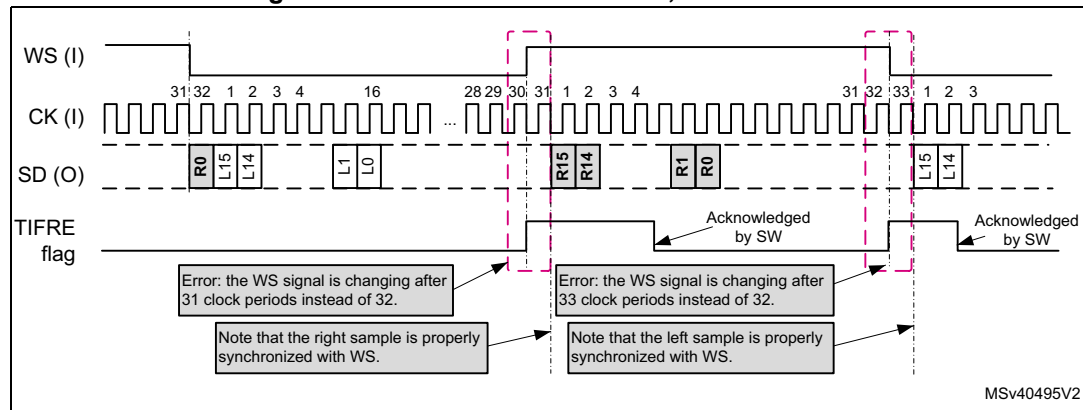 WS (I)
31 32 1 2 3 4 16 28 29 30 31 1 2 3 4 31 32 33 1 2 3
CK (I)
...
SD (O)
R0 L15 L14 L1 L0 R15 R14 R1 R0 L15 L14
TIFRE
flag
Acknowledged
by SW
Acknowledged
by SW
Error: the WS signal is changing after
31 clock periods instead of 32.
Error: the WS signal is changing after
33 clock periods instead of 32.
Note that the right sample is properly
synchronized with WS.
Note that the left sample is properly
synchronized with WS.
MSv40495V2